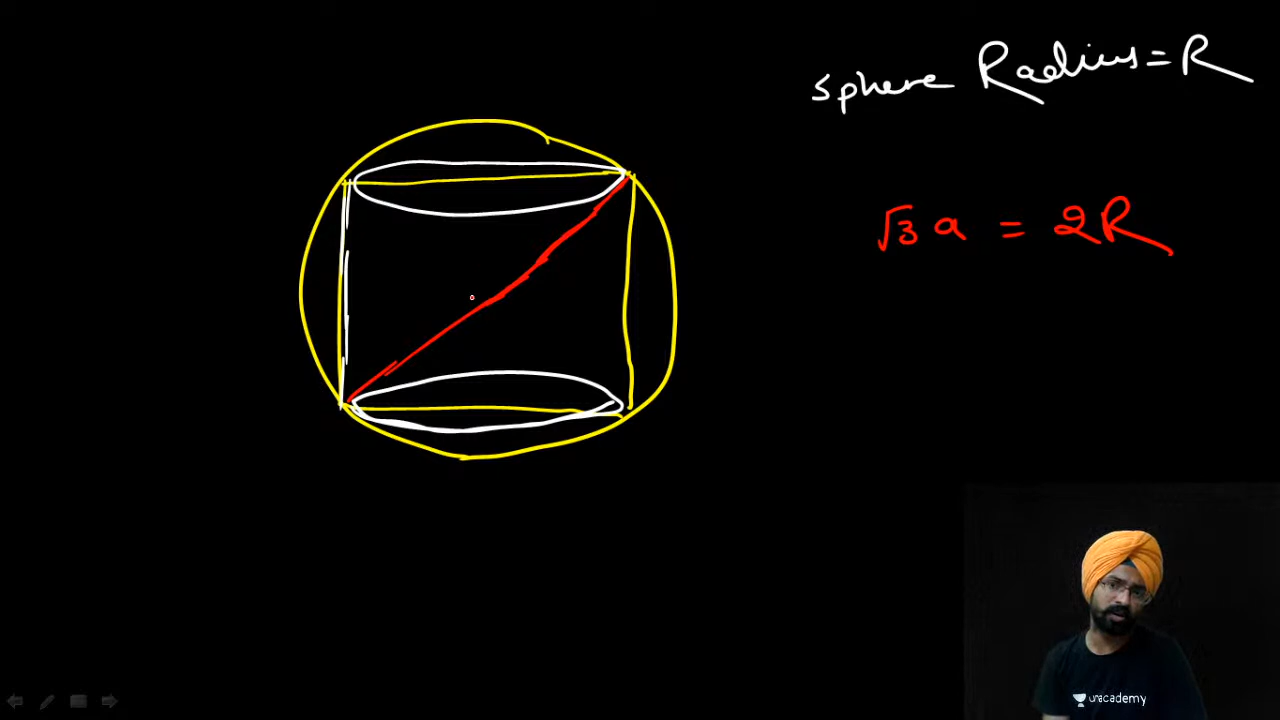 sphere Radius = R
√3 a = 2R
unacademy